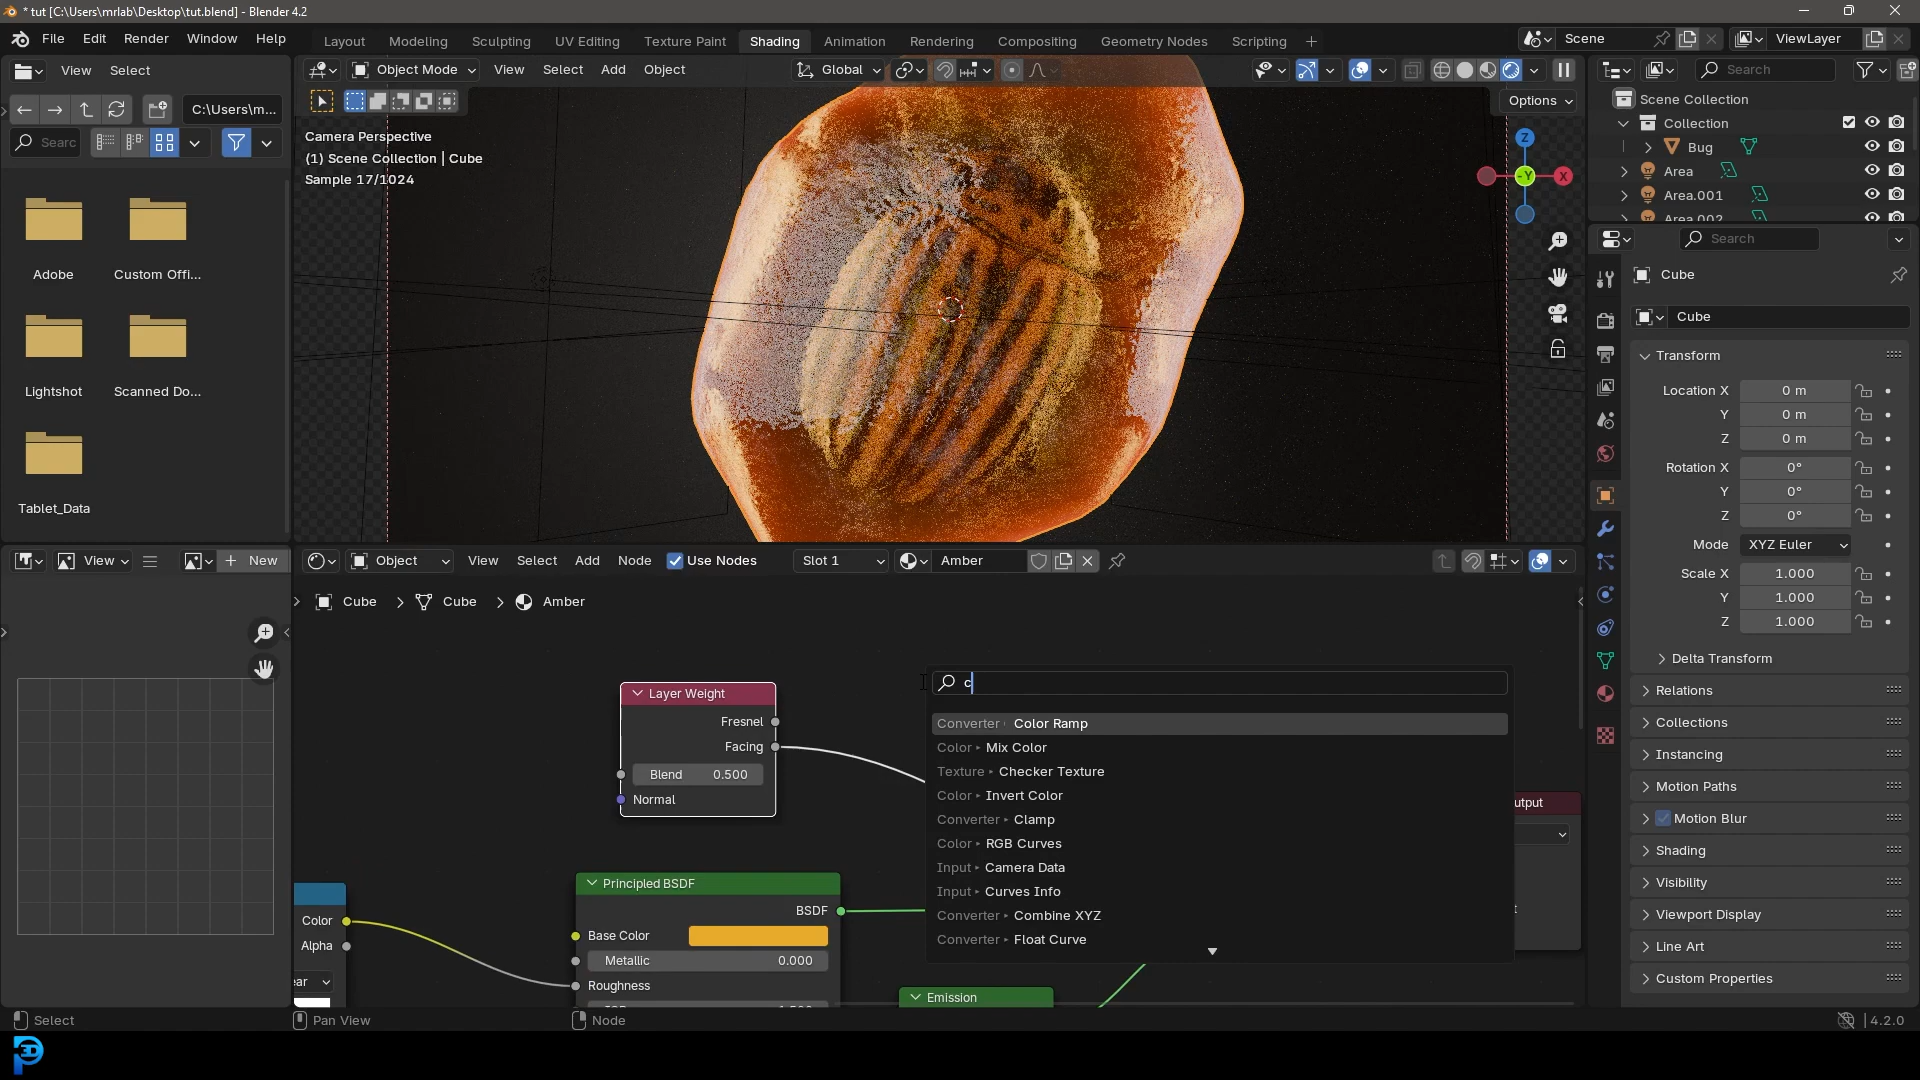 * tut [C:\Users\mrlab\Desktop\tut.blend] - Blender 4.2
File Edit Render Window Help
Layout Modeling Sculpting UV Editing Texture Paint Shading Animation Rendering Compositing Geometry Nodes Scripting +
Scene
ViewLayer
View Select
Object Mode View Select Add Object
Global
Search
C:\Users\m...
Options
Searc
Camera Perspective
(1) Scene Collection | Cube
Sample 17/1024
Z
-Y
X
Scene Collection
Collection
Bug
Area
Area.001
Area.002
Adobe
Custom Offi...
Lightshot
Scanned Do...
Tablet_Data
Search
Cube
Cube
Transform
Location X 0 m
Y 0 m
Z 0 m
Rotation X 0°
Y 0°
Z 0°
Mode XYZ Euler
Scale X 1.000
Y 1.000
Z 1.000
Delta Transform
Relations
Collections
Instancing
Motion Paths
Motion Blur
Shading
Visibility
Viewport Display
Line Art
Custom Properties
View
New
Object View Select Add Node Use Nodes Slot 1 Amber
Cube > Cube > Amber
Layer Weight
Fresnel
Facing
Blend 0.500
Normal
c
Converter Color Ramp
Color Mix Color
Texture Checker Texture
Color Invert Color
Converter Clamp
Color RGB Curves
Input Camera Data
Input Curves Info
Converter Combine XYZ
Converter Float Curve
utput
t
Color
Alpha
ear
Principled BSDF
BSDF
Base Color
Metallic 0.000
Roughness
Emission
Select
Pan View
Node
4.2.0